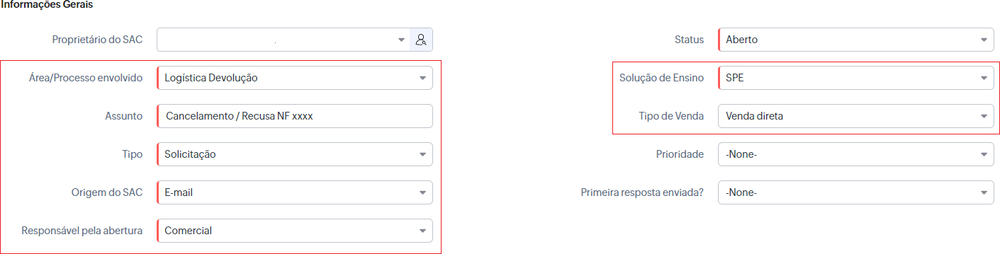 Informações Gerais
Proprietário do SAC .
Status Aberto
Área/Processo envolvido Logística Devolução
Solução de Ensino SPE
Assunto Cancelamento / Recusa NF xxxx
Tipo de Venda Venda direta
Tipo Solicitação
Prioridade -None-
Origem do SAC E-mail
Primeira resposta enviada? -None-
Responsável pela abertura Comercial